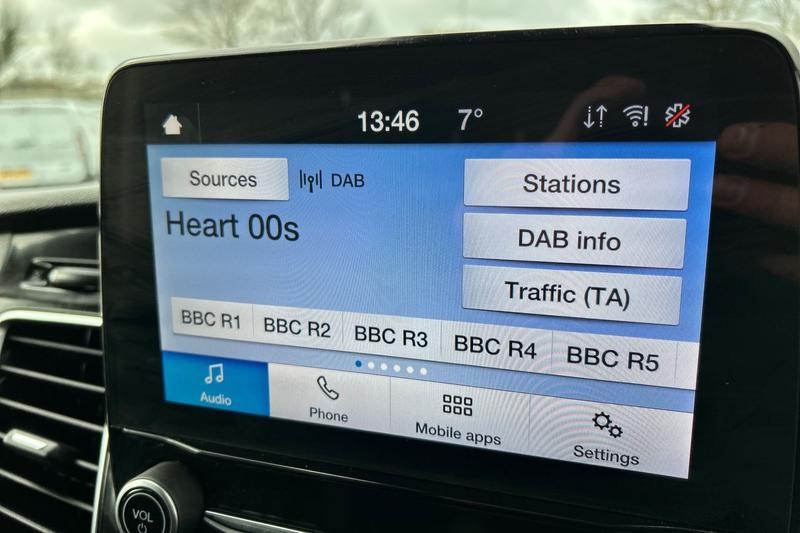 13:46 7°
Sources DAB
Stations
Heart 00s
DAB info
Traffic (TA)
BBC R1 BBC R2 BBC R3 BBC R4 BBC R5
Audio Phone Mobile apps Settings
VOL